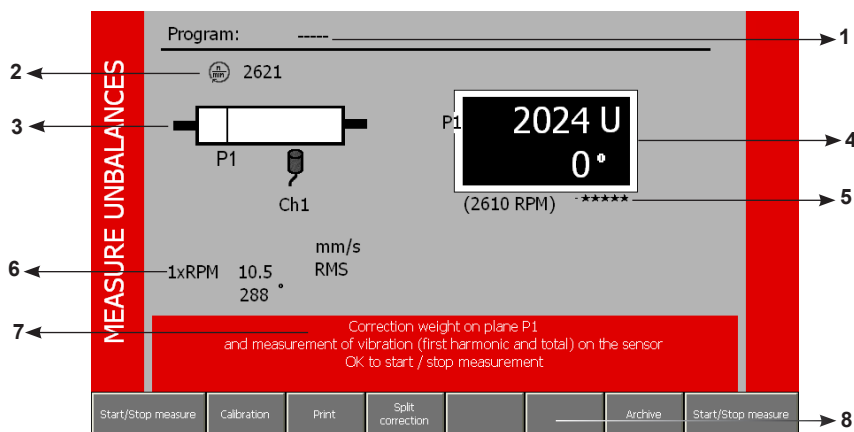 Program: -----
1
2
n
min
2621
MEASURE UNBALANCES
3
P1
Ch1
P1
2024 U
0°
4
(2610 RPM) -★★★★★
5
mm/s
RMS
6
1xRPM 10.5
288 °
7
Correction weight on plane P1
and measurement of vibration (first harmonic and total) on the sensor
OK to start / stop measurement
Start/Stop measure
Calibration
Print
Split
correction
Archive
Start/Stop measure
8